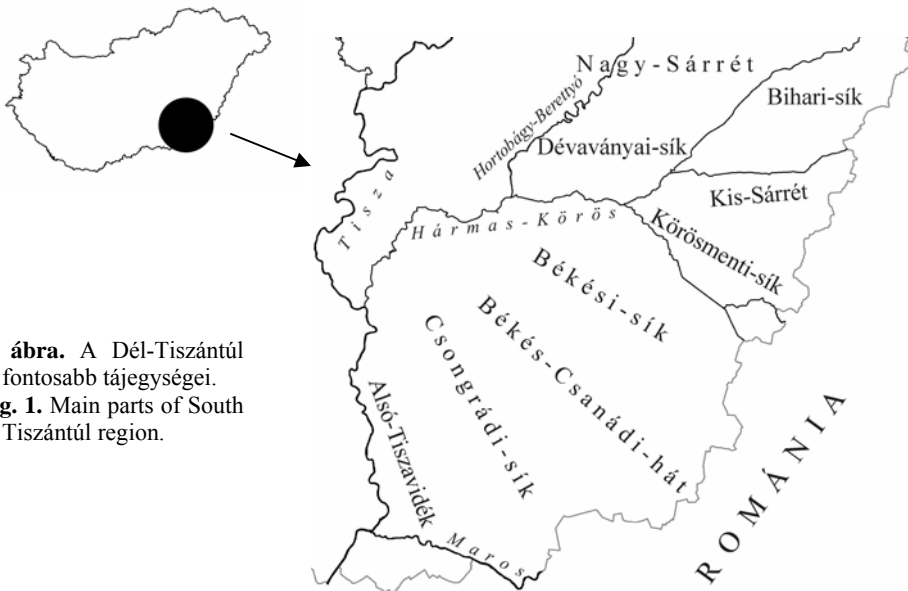 Nagy-Sárrét
Bihari-sík
Hortobágy-Berettyó
Dévaványai-sík
Tisza
Kis-Sárrét
Hármas-Körös
Körösmenti-sík
Békési-sík
Békés-Csanádi-hát
Csongrádi-sík
Alsó-Tiszavidék
Maros
ROMÁNIA
ábra. A Dél-Tiszántúl
fontosabb tájegységei.
g. 1. Main parts of South
Tiszántúl region.